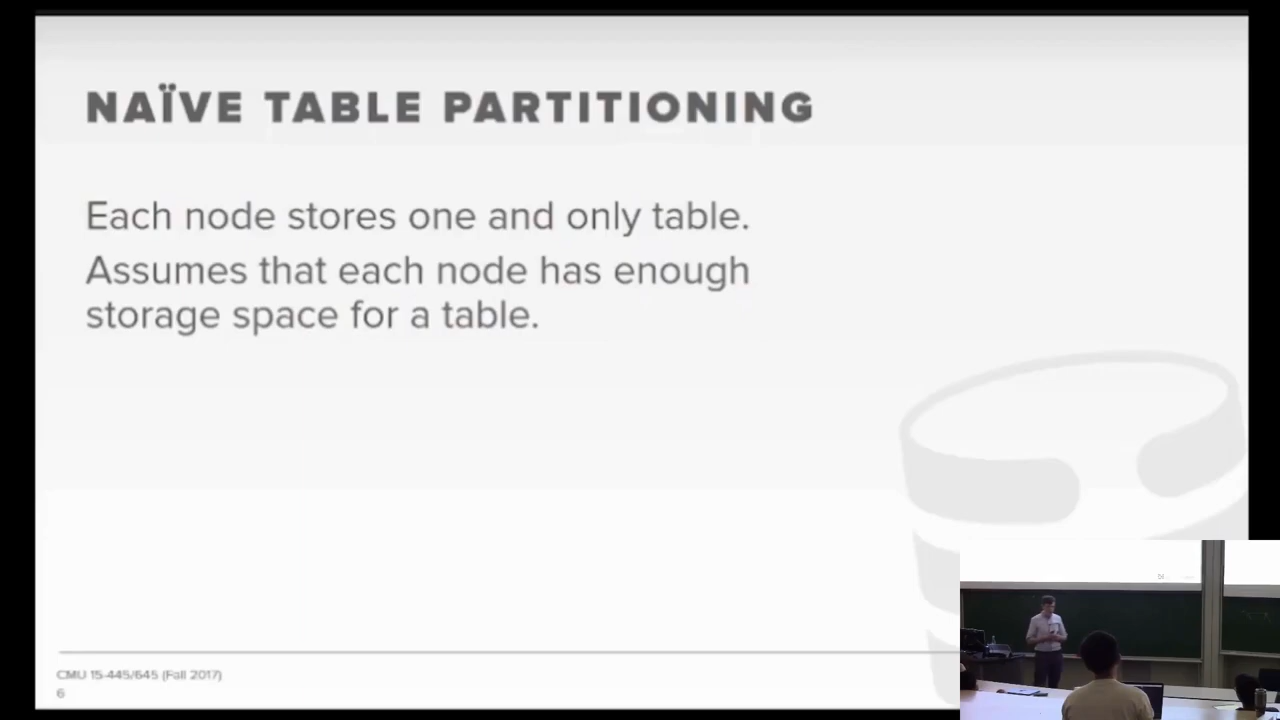 NAÏVE TABLE PARTITIONING
Each node stores one and only table.
Assumes that each node has enough
storage space for a table.
CMU 15-445/645 (Fall 2017)
6